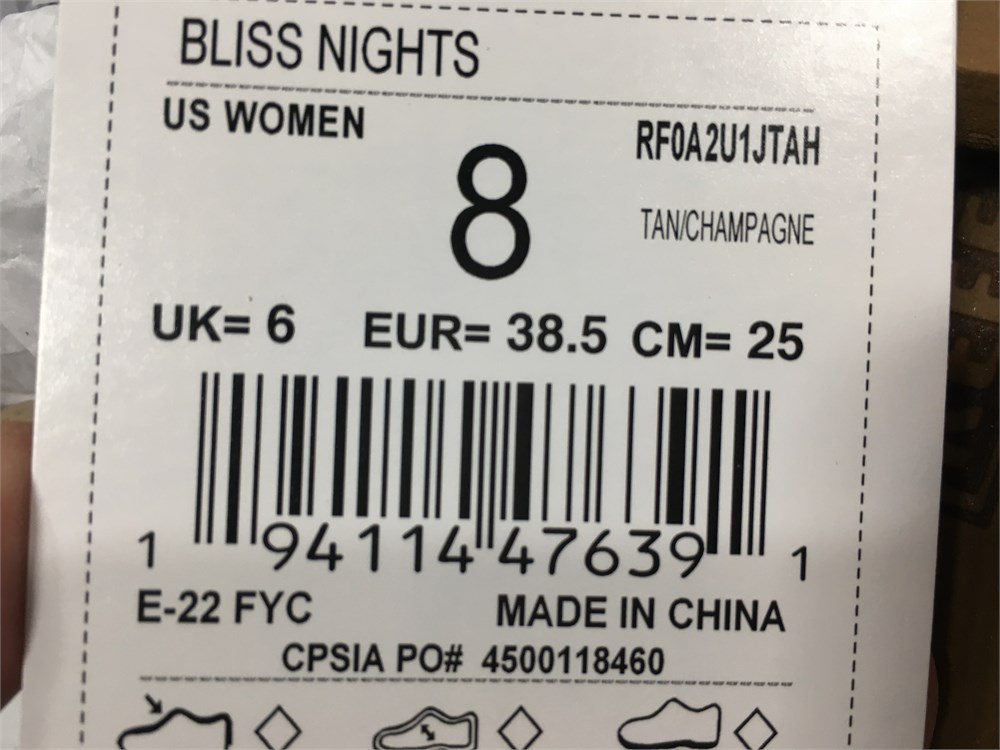 BLISS NIGHTS
US WOMEN
RF0A2U1JTAH
8
TAN/CHAMPAGNE
UK= 6 EUR= 38.5 CM= 25
1 94114 47639 1
E-22 FYC MADE IN CHINA
CPSIA PO# 4500118460